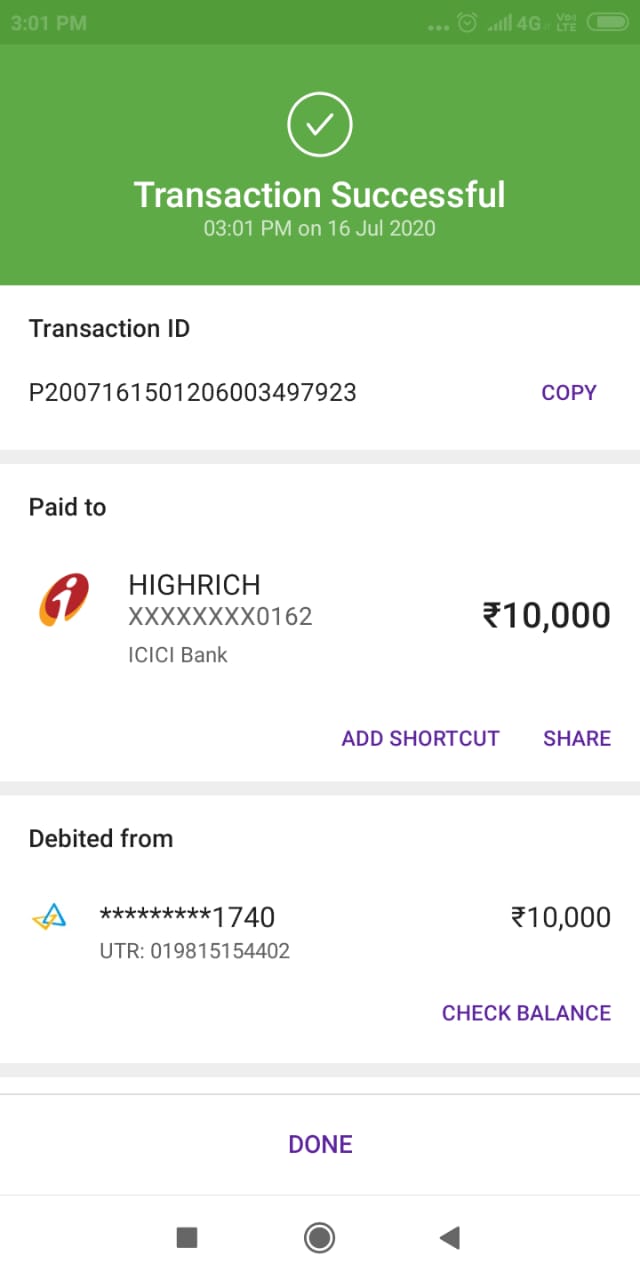 3:01 PM
4G Vo)) LTE
Transaction Successful
03:01 PM on 16 Jul 2020
Transaction ID
P2007161501206003497923
COPY
Paid to
HIGHRICH
XXXXXXXX0162
₹10,000
ICICI Bank
ADD SHORTCUT SHARE
Debited from
*********1740
₹10,000
UTR: 019815154402
CHECK BALANCE
DONE